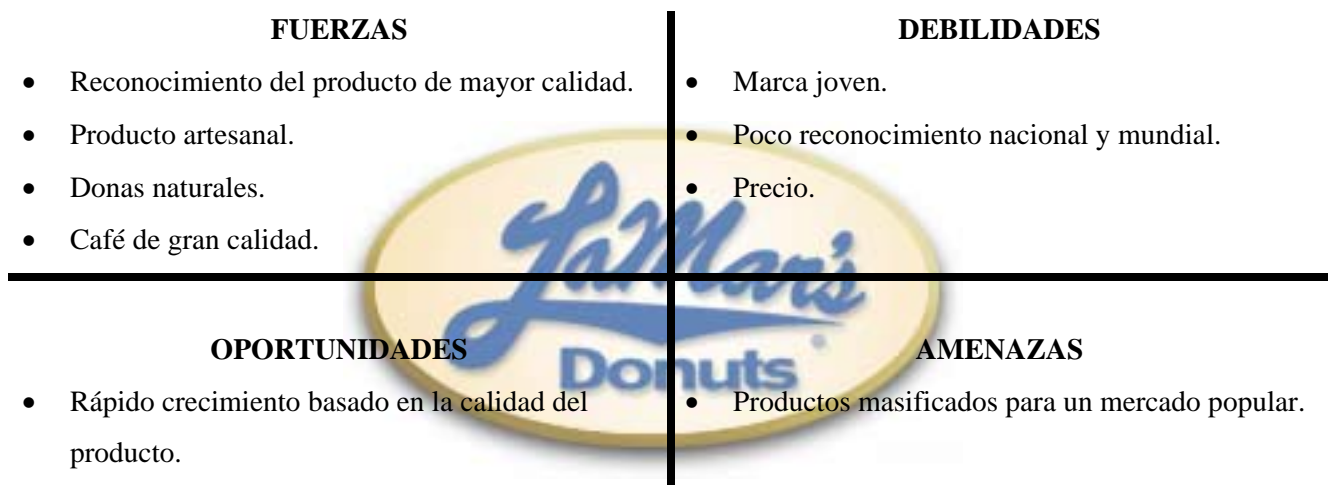 FUERZAS
• Reconocimiento del producto de mayor calidad.
• Producto artesanal.
• Donas naturales.
• Café de gran calidad.
DEBILIDADES
• Marca joven.
• Poco reconocimiento nacional y mundial.
• Precio.
LaMar's
Donuts
®
OPORTUNIDADES
• Rápido crecimiento basado en la calidad del
producto.
AMENAZAS
• Productos masificados para un mercado popular.